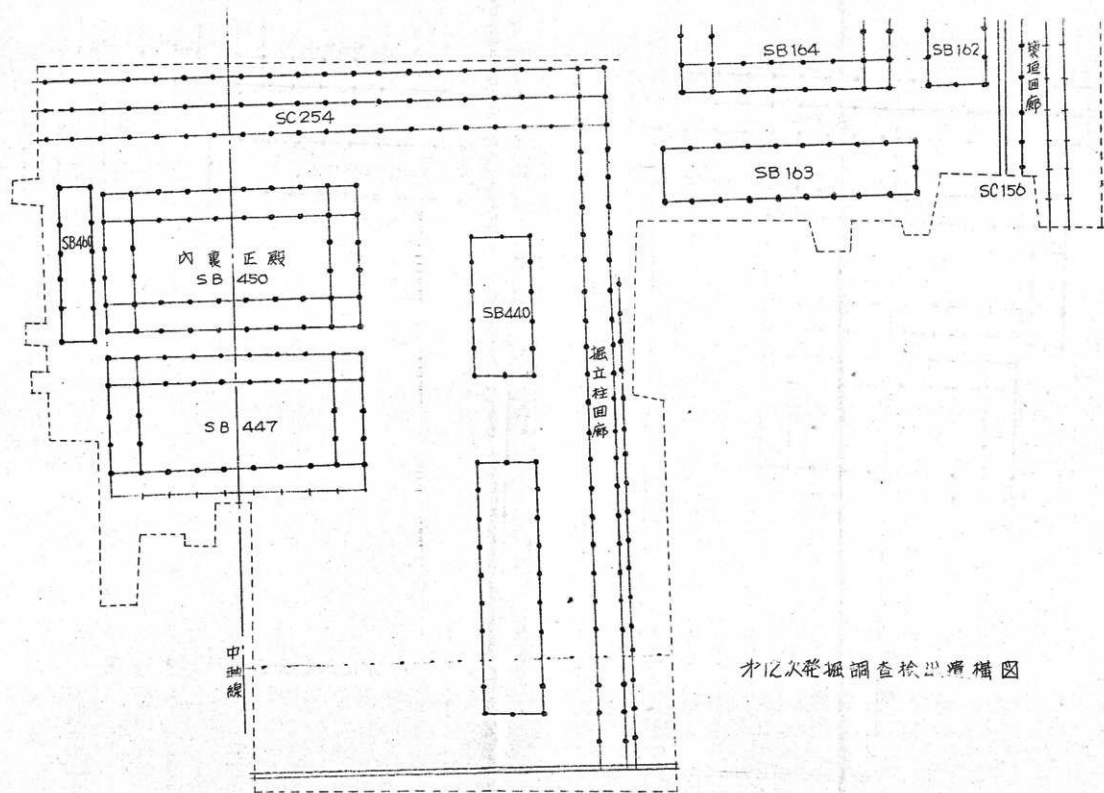 SB164
SB162
築垣回廊
SC254
SB163
SC156
SB460
内裏正殿
SB 450
SB440
掘立柱回廊
SB 447
中軸線
才12次発掘調査検出遺構図